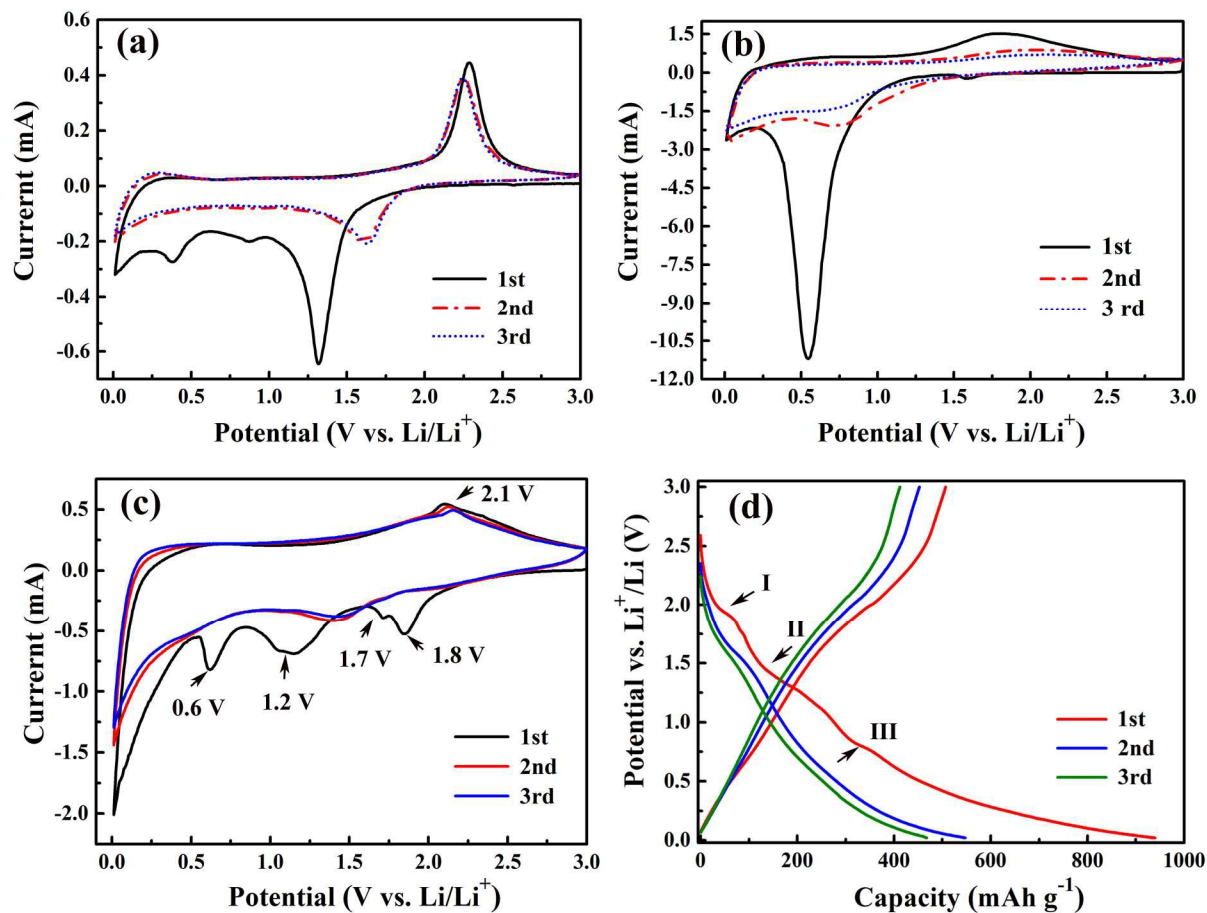 (a)
Currernt (mA)
0.6
0.4
0.2
0.0
-0.2
-0.4
-0.6
1st
2nd
3rd
0.0 0.5 1.0 1.5 2.0 2.5 3.0
Potential (V vs. Li/Li+)
(b)
Currernt (mA)
1.5
0.0
-1.5
-3.0
-4.5
-6.0
-7.5
-9.0
-10.5
-12.0
1st
2nd
3 rd
0.0 0.5 1.0 1.5 2.0 2.5 3.0
Potential (V vs. Li/Li+)
(c)
Currernt (mA)
0.5
0.0
-0.5
-1.0
-1.5
-2.0
2.1 V
1.7 V
1.8 V
0.6 V
1.2 V
1st
2nd
3rd
0.0 0.5 1.0 1.5 2.0 2.5 3.0
Potential (V vs. Li/Li+)
(d)
Potential vs. Li+/Li (V)
3.0
2.5
2.0
1.5
1.0
0.5
0.0
I
II
III
1st
2nd
3rd
0 200 400 600 800 1000
Capacity (mAh g-1)